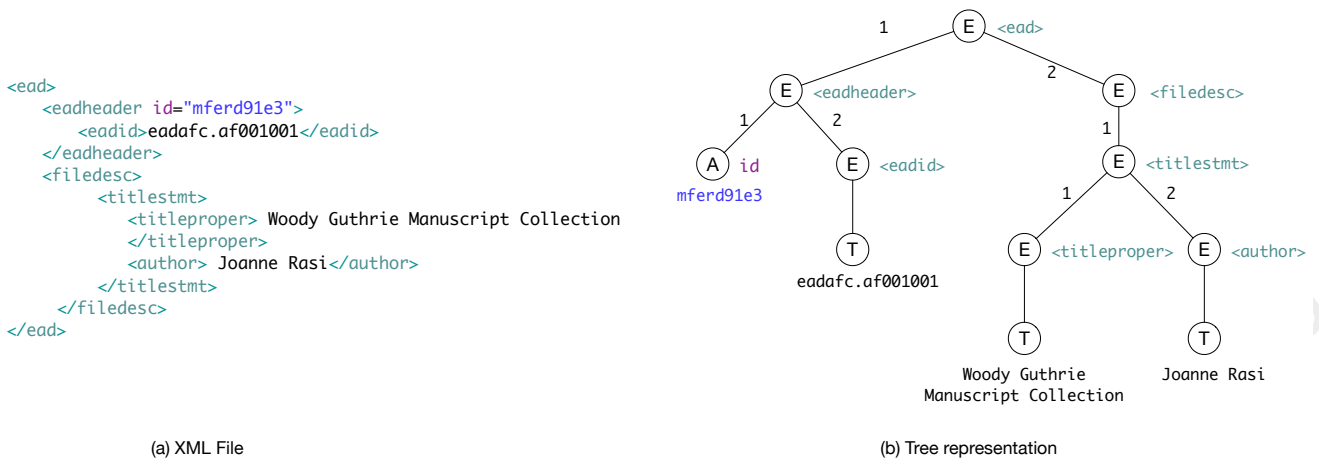 <ead>
<eadheader id="mferd91e3">
<eadid>eadafc.af001001</eadid>
</eadheader>
<filedesc>
<titlestmt>
<titleproper> Woody Guthrie Manuscript Collection
</titleproper>
<author> Joanne Rasi</author>
</titlestmt>
</filedesc>
</ead>
(a) XML File
E <ead>
1
2
E <eadheader>
E <filedesc>
1
2
1
A id
mferd91e3
E <eadid>
E <titlestmt>
1
2
T
eadafc.af001001
E <titleproper>
E <author>
T
Woody Guthrie
Manuscript Collection
T
Joanne Rasi
(b) Tree representation